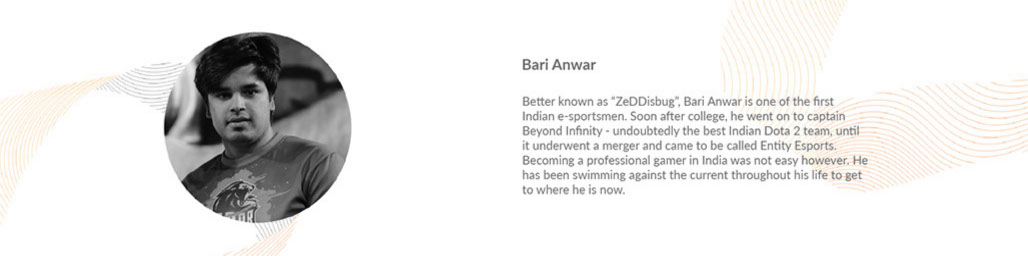 Bari Anwar
Better known as “ZeDDisbug”, Bari Anwar is one of the first
Indian e-sportsmen. Soon after college, he went on to captain
Beyond Infinity - undoubtedly the best Indian Dota 2 team, until
it underwent a merger and came to be called Entity Esports.
Becoming a professional gamer in India was not easy however. He
has been swimming against the current throughout his life to get
to where he is now.